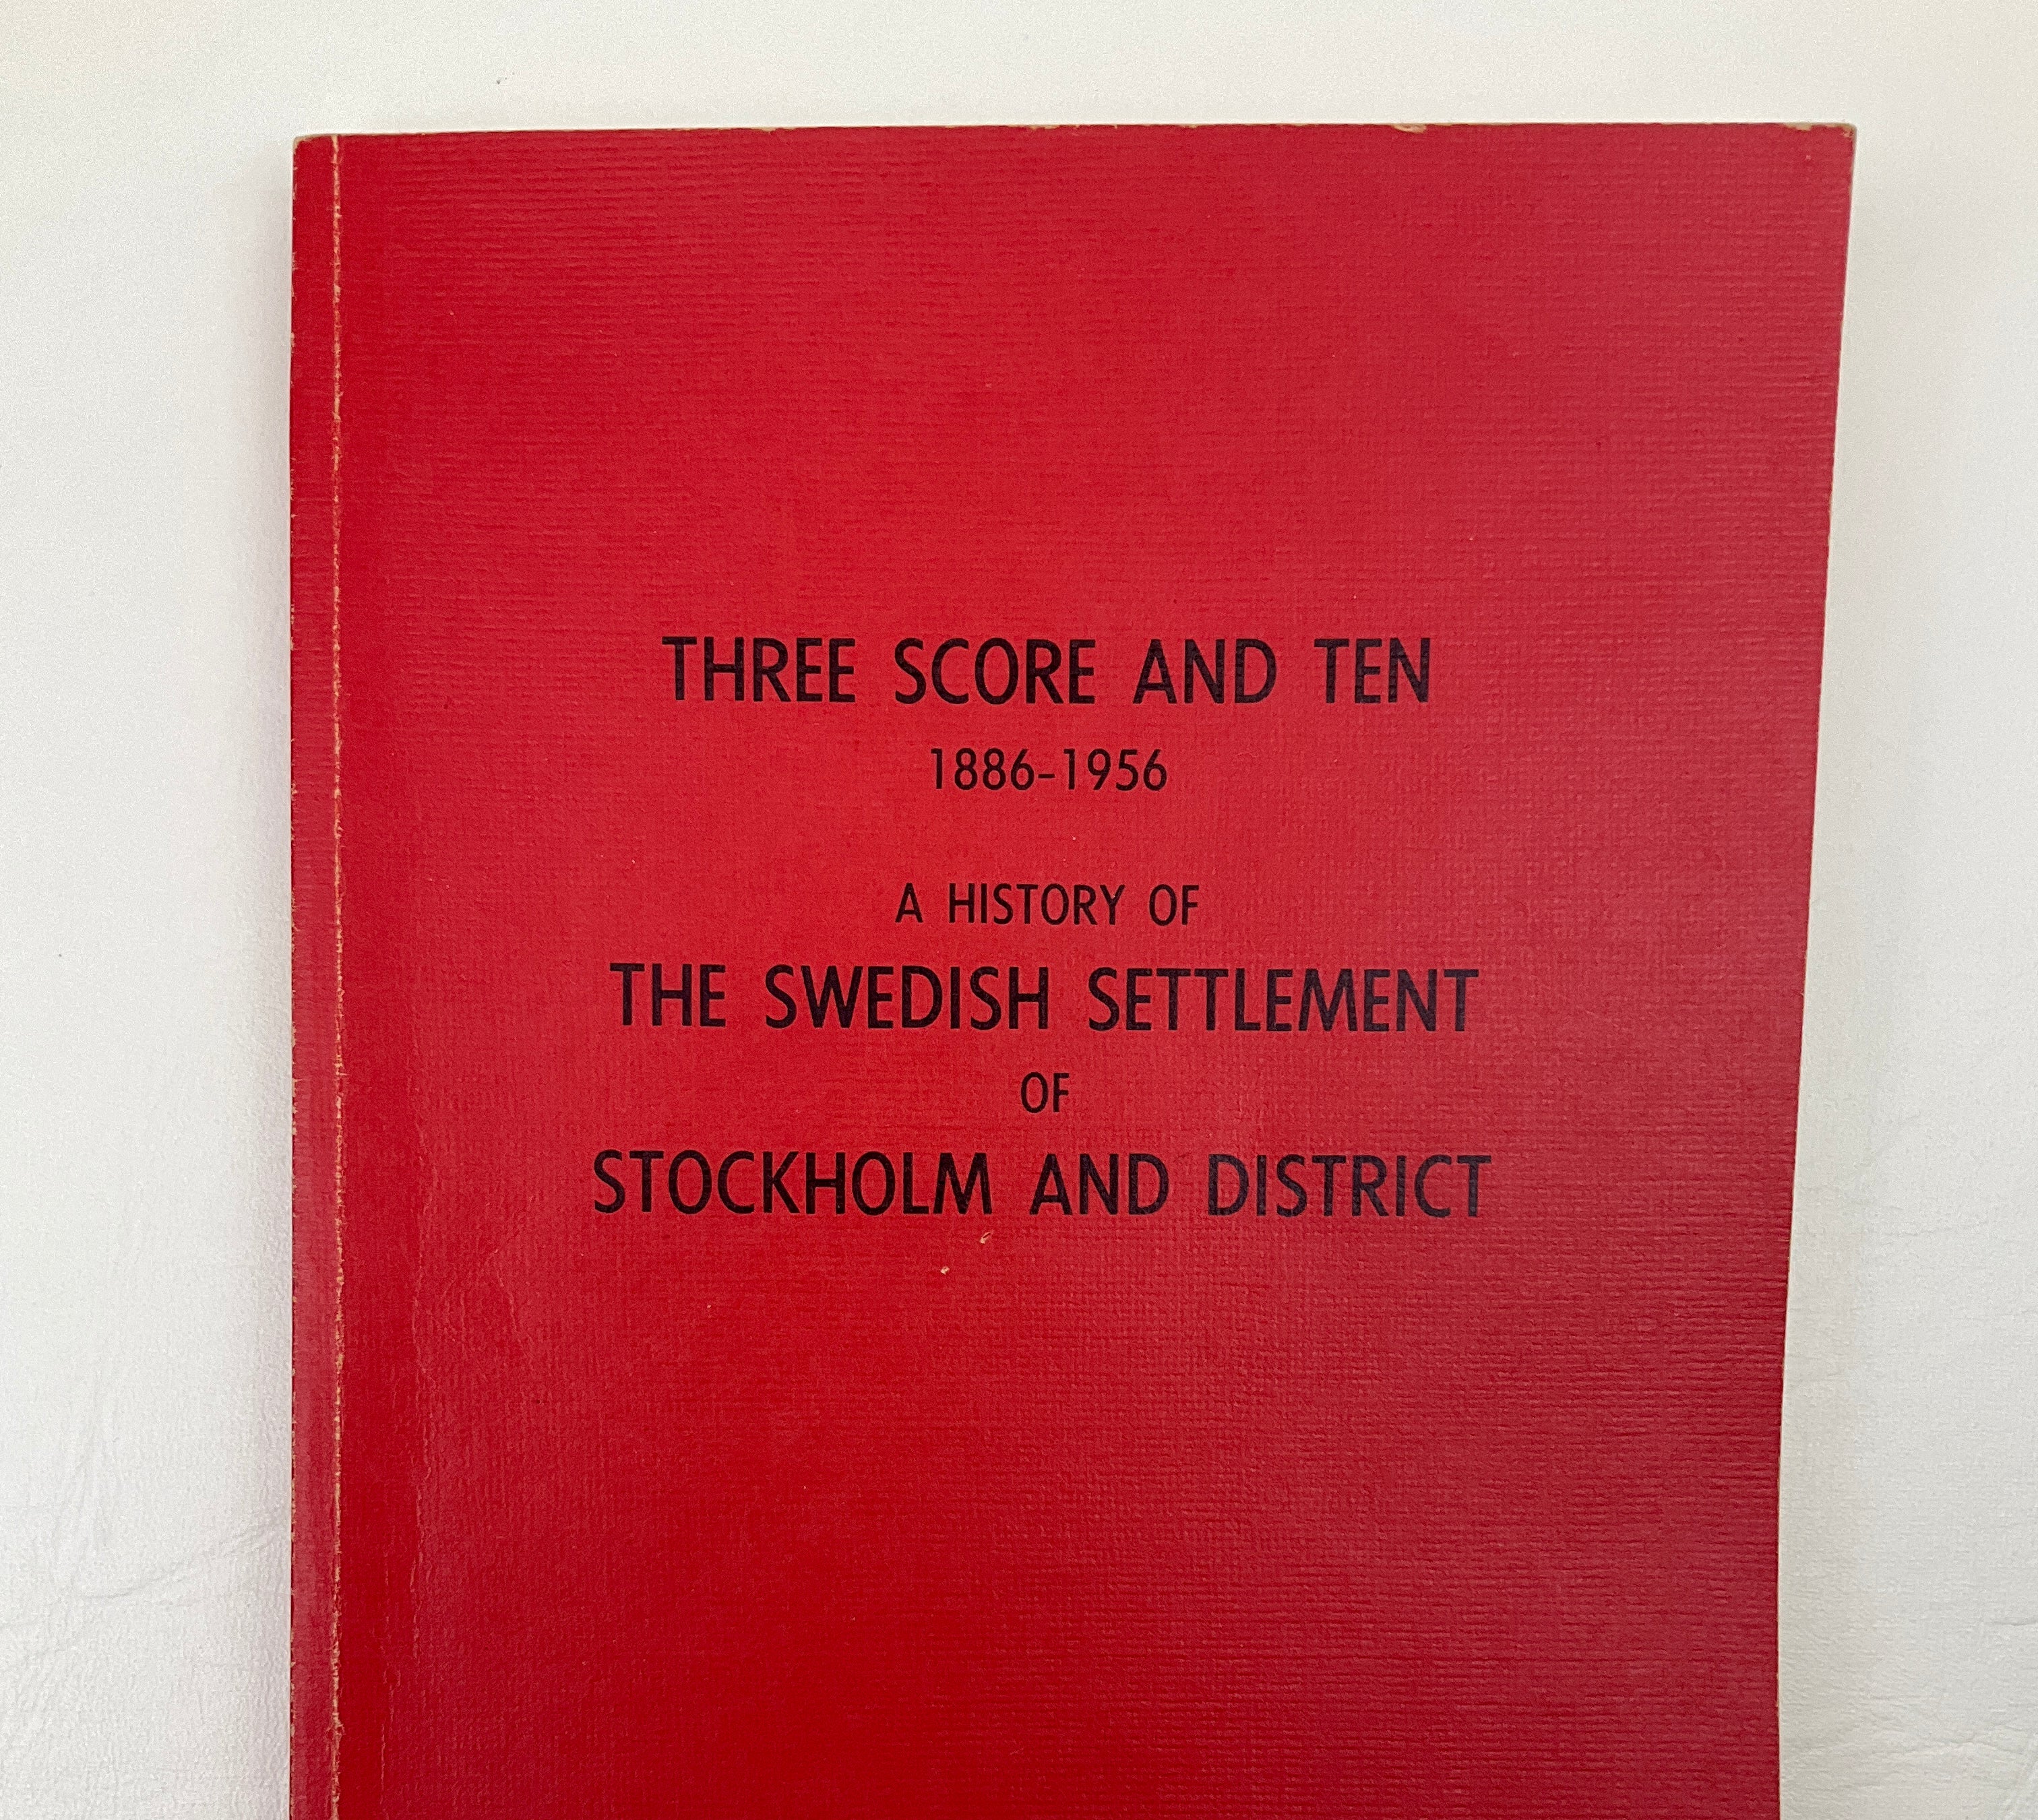 THREE SCORE AND TEN
1886-1956
A HISTORY OF
THE SWEDISH SETTLEMENT
OF
STOCKHOLM AND DISTRICT